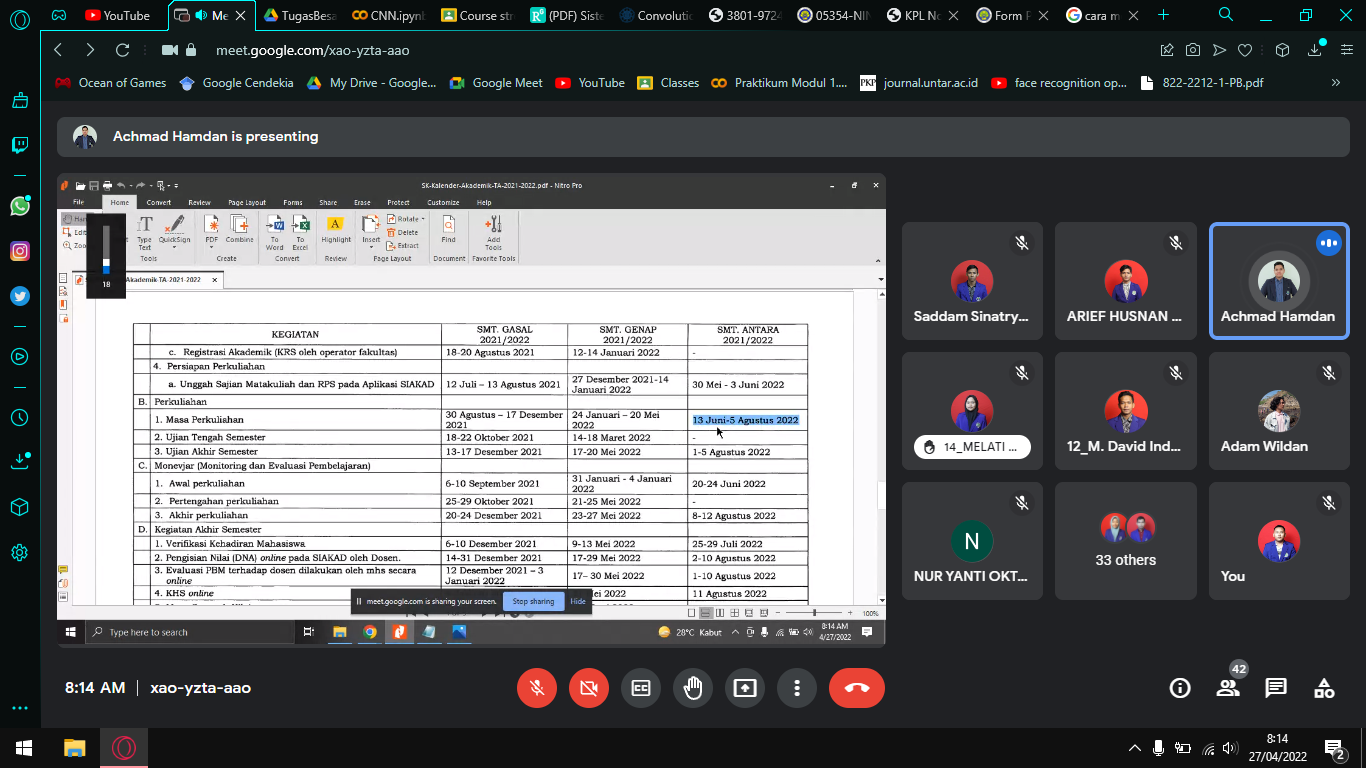 YouTube
Me
TugasBesa
CNN.ipynb
Course str
(PDF) Siste
Convolutic
3801-9724
05354-NIN
KPL No
Form P
cara m
meet.google.com/xao-yzta-aao
Ocean of Games
Google Cendekia
My Drive - Google...
Google Meet
YouTube
Classes
Praktikum Modul 1....
PKP journal.untar.ac.id
face recognition op...
822-2212-1-PB.pdf
Achmad Hamdan is presenting
SK-Kalender-Akademik-TA-2021-2022.pdf - Nitro Pro
File Home Convert Review Page Layout Forms Share Erase Protect Customize Help
Type Text QuickSign PDF Combine To Word To Excel Highlight Insert Rotate Delete Extract Find Add Tools
Tools Create Convert Review Page Layout Document Favorite Tools
18
Akademik-TA-2021-2022
KEGIATAN SMT. GASAL 2021/2022 SMT. GENAP 2021/2022 SMT. ANTARA 2021/2022
c. Registrasi Akademik (KRS oleh operator fakultas) 18-20 Agustus 2021 12-14 Januari 2022 -
4. Persiapan Perkuliahan
a. Unggah Sajian Matakuliah dan RPS pada Aplikasi SIAKAD 12 Juli – 13 Agustus 2021 27 Desember 2021-14 Januari 2022 30 Mei - 3 Juni 2022
B. Perkuliahan
1. Masa Perkuliahan 30 Agustus – 17 Desember 2021 24 Januari – 20 Mei 2022 13 Juni-5 Agustus 2022
2. Ujian Tengah Semester 18-22 Oktober 2021 14-18 Maret 2022 -
3. Ujian Akhir Semester 13-17 Desember 2021 17-20 Mei 2022 1-5 Agustus 2022
C. Monevjar (Monitoring dan Evaluasi Pembelajaran)
1. Awal perkuliahan 6-10 September 2021 31 Januari - 4 Januari 2022 20-24 Juni 2022
2. Pertengahan perkuliahan 25-29 Oktober 2021 21-25 Mei 2022 -
3. Akhir perkuliahan 20-24 Desember 2021 23-27 Mei 2022 8-12 Agustus 2022
D. Kegiatan Akhir Semester
1. Verifikasi Kehadiran Mahasiswa 6-10 Desember 2021 9-13 Mei 2022 25-29 Juli 2022
2. Pengisian Nilai (DNA) online pada SIAKAD oleh Dosen. 14-31 Desember 2021 17-29 Mei 2022 2-10 Agustus 2022
3. Evaluasi PBM terhadap dosen dilakukan oleh mhs secara online 12 Desember 2021 – 3 Januari 2022 17– 30 Mei 2022 1-10 Agustus 2022
4. KHS online Mei 2022 11 Agustus 2022
meet.google.com is sharing your screen. Stop sharing Hide
100%
Type here to search
28°C Kabut
8:14 AM
4/27/2022
Saddam Sinatry...
ARIEF HUSNAN ...
Achmad Hamdan
14_MELATI ...
12_M. David Ind...
Adam Wildan
N
NUR YANTI OKT...
33 others
You
8:14 AM | xao-yzta-aao
42
8:14
27/04/2022
2